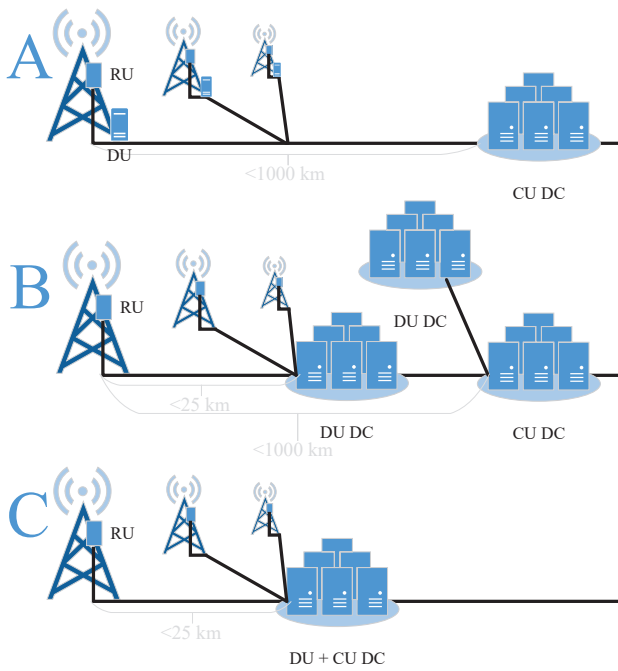 A
RU
DU
<1000 km
CU DC
B
RU
DU DC
<25 km
DU DC
CU DC
<1000 km
C
RU
<25 km
DU + CU DC